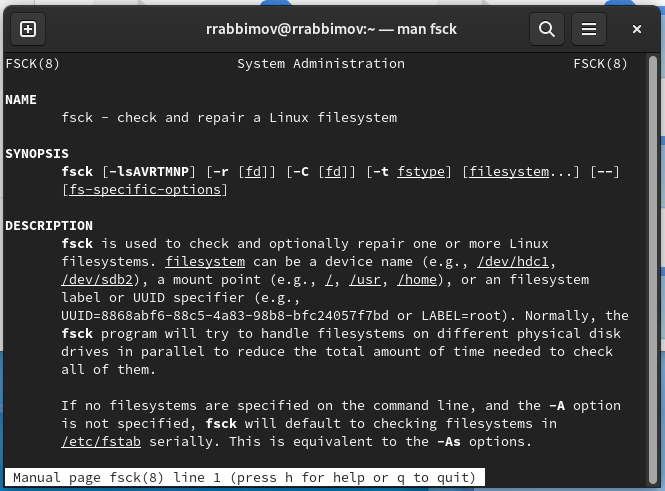 rrabbimov@rrabbimov:~ — man fsck
FSCK(8) System Administration FSCK(8)
NAME
fsck - check and repair a Linux filesystem
SYNOPSIS
fsck [-lsAVRTMNP] [-r [fd]] [-C [fd]] [-t fstype] [filesystem...] [--]
[fs-specific-options]
DESCRIPTION
fsck is used to check and optionally repair one or more Linux
filesystems. filesystem can be a device name (e.g., /dev/hdc1,
/dev/sdb2), a mount point (e.g., /, /usr, /home), or an filesystem
label or UUID specifier (e.g.,
UUID=8868abf6-88c5-4a83-98b8-bfc24057f7bd or LABEL=root). Normally, the
fsck program will try to handle filesystems on different physical disk
drives in parallel to reduce the total amount of time needed to check
all of them.
If no filesystems are specified on the command line, and the -A option
is not specified, fsck will default to checking filesystems in
/etc/fstab serially. This is equivalent to the -As options.
Manual page fsck(8) line 1 (press h for help or q to quit)